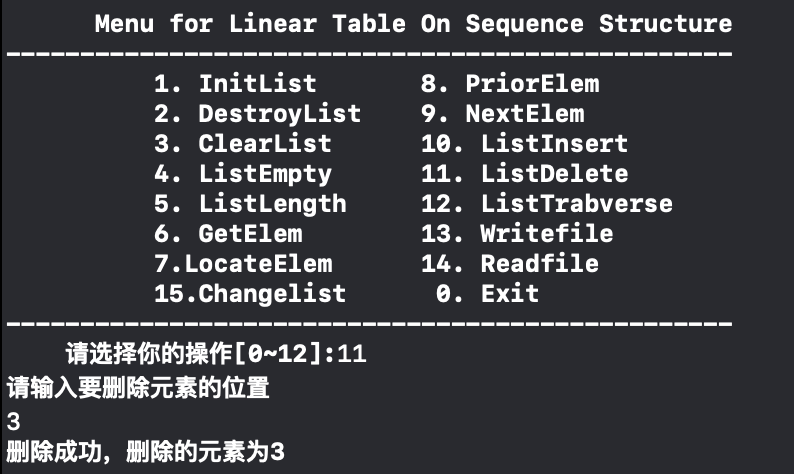 Menu for Linear Table On Sequence Structure
-------------------------------------------------
1. InitList 8. PriorElem
2. DestroyList 9. NextElem
3. ClearList 10. ListInsert
4. ListEmpty 11. ListDelete
5. ListLength 12. ListTrabverse
6. GetElem 13. Writefile
7.LocateElem 14. Readfile
15.Changelist 0. Exit
-------------------------------------------------
请选择你的操作[0~12]:11
请输入要删除元素的位置
3
删除成功，删除的元素为3